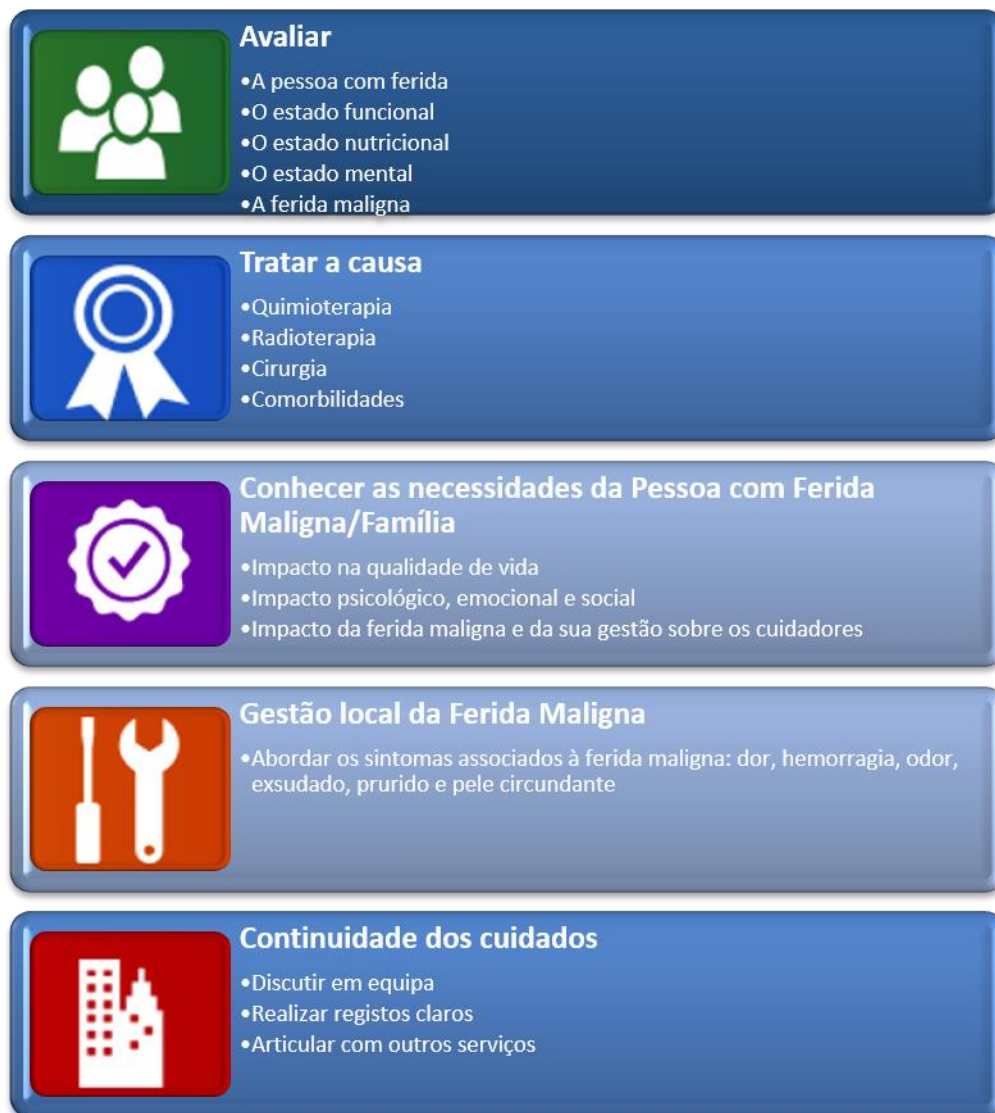 Avaliar
•A pessoa com ferida
•O estado funcional
•O estado nutricional
•O estado mental
•A ferida maligna
Tratar a causa
•Quimioterapia
•Radioterapia
•Cirurgia
•Comorbilidades
Conhecer as necessidades da Pessoa com Ferida
Maligna/Família
•Impacto na qualidade de vida
•Impacto psicológico, emocional e social
•Impacto da ferida maligna e da sua gestão sobre os cuidadores
Gestão local da Ferida Maligna
•Abordar os sintomas associados à ferida maligna: dor, hemorragia, odor,
exsudado, prurido e pele circundante
Continuidade dos cuidados
•Discutir em equipa
•Realizar registos claros
•Articular com outros serviços